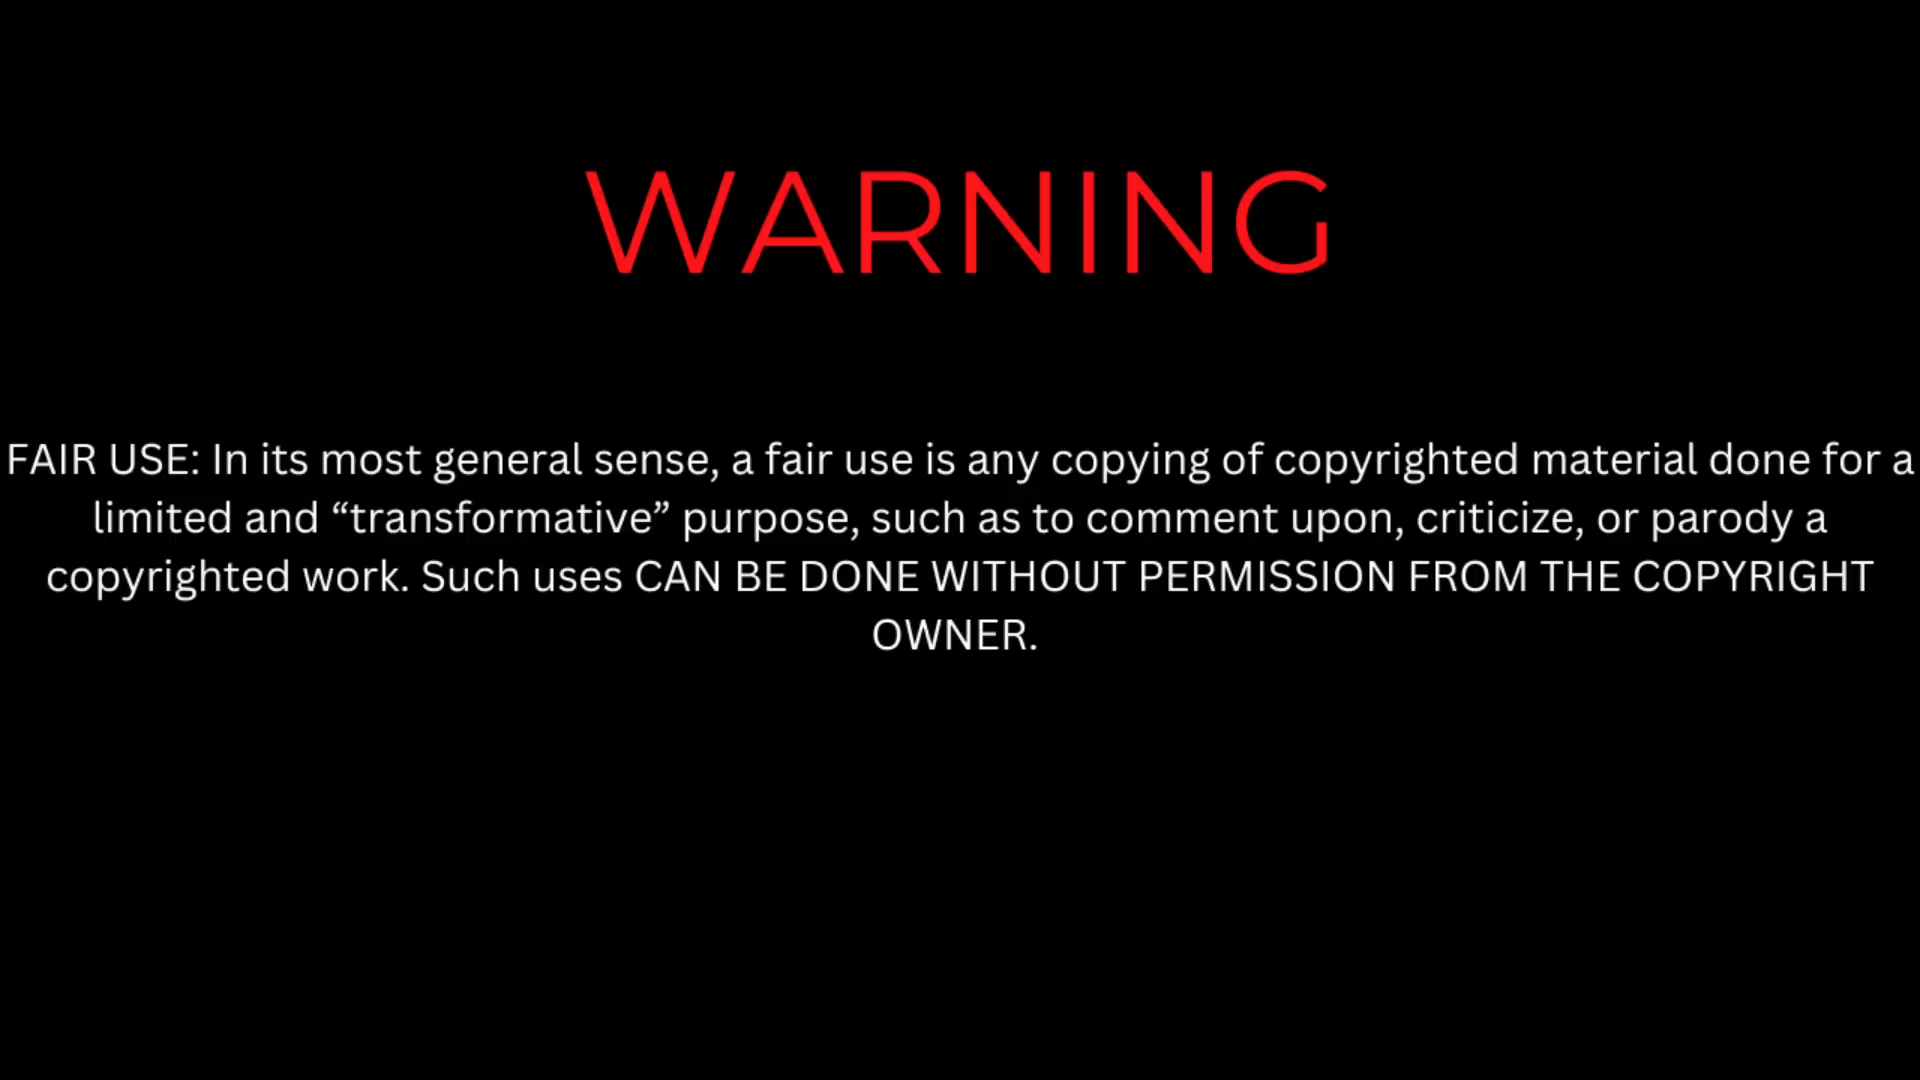 WARNING
FAIR USE: In its most general sense, a fair use is any copying of copyrighted material done for a
limited and “transformative” purpose, such as to comment upon, criticize, or parody a
copyrighted work. Such uses CAN BE DONE WITHOUT PERMISSION FROM THE COPYRIGHT
OWNER.